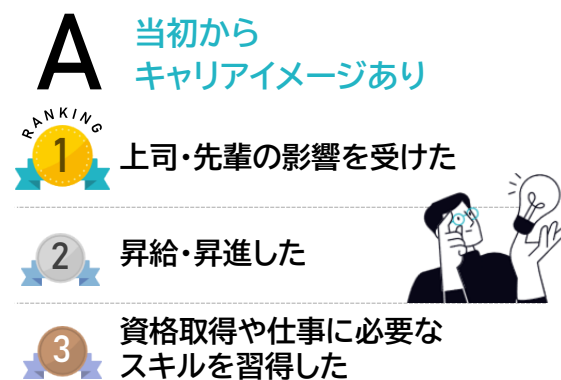 A
当初から
キャリアイメージあり
RANKING
1
上司・先輩の影響を受けた
2
昇給・昇進した
3
資格取得や仕事に必要な
スキルを習得した